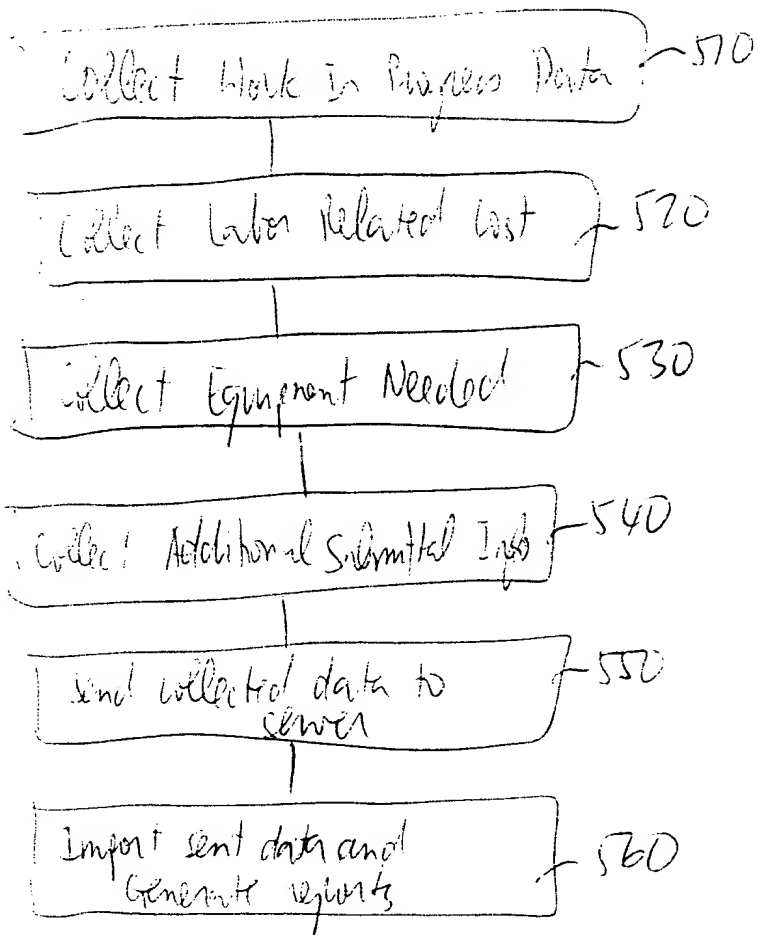 Collect Work In Progress Data
510
Collect Labor Related Cost
520
Collect Equipment Needed
530
Collect Additional Submittal Info
540
Send collected data to
server
550
Import sent data and
Generate reports
560